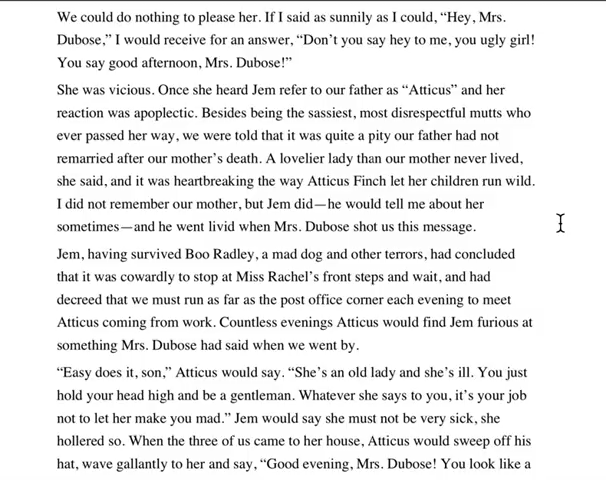 We could do nothing to please her. If I said as sunnily as I could, “Hey, Mrs.
Dubose,” I would receive for an answer, “Don’t you say hey to me, you ugly girl!
You say good afternoon, Mrs. Dubose!”
She was vicious. Once she heard Jem refer to our father as “Atticus” and her
reaction was apoplectic. Besides being the sassiest, most disrespectful mutts who
ever passed her way, we were told that it was quite a pity our father had not
remarried after our mother’s death. A lovelier lady than our mother never lived,
she said, and it was heartbreaking the way Atticus Finch let her children run wild.
I did not remember our mother, but Jem did—he would tell me about her
sometimes—and he went livid when Mrs. Dubose shot us this message.
Jem, having survived Boo Radley, a mad dog and other terrors, had concluded
that it was cowardly to stop at Miss Rachel’s front steps and wait, and had
decreed that we must run as far as the post office corner each evening to meet
Atticus coming from work. Countless evenings Atticus would find Jem furious at
something Mrs. Dubose had said when we went by.
“Easy does it, son,” Atticus would say. “She’s an old lady and she’s ill. You just
hold your head high and be a gentleman. Whatever she says to you, it’s your job
not to let her make you mad.” Jem would say she must not be very sick, she
hollered so. When the three of us came to her house, Atticus would sweep off his
hat, wave gallantly to her and say, “Good evening, Mrs. Dubose! You look like a